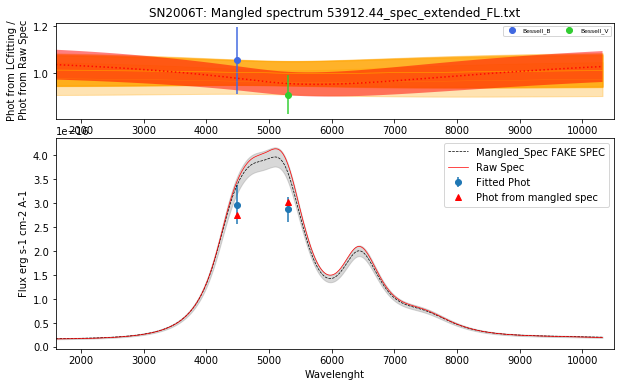 SN2006T: Mangled spectrum 53912.44_spec_extended_FL.txt
Phot from LCfitting /
Phot from Raw Spec
1.2
1.0
Bessell_B
Bessell_V
2000 3000 4000 5000 6000 7000 8000 9000 10000
Flux erg s-1 cm-2 A-1
4.0
3.5
3.0
2.5
2.0
1.5
1.0
0.5
0.0
Mangled_Spec FAKE SPEC
Raw Spec
Fitted Phot
Phot from mangled spec
2000 3000 4000 5000 6000 7000 8000 9000 10000
Wavelenght